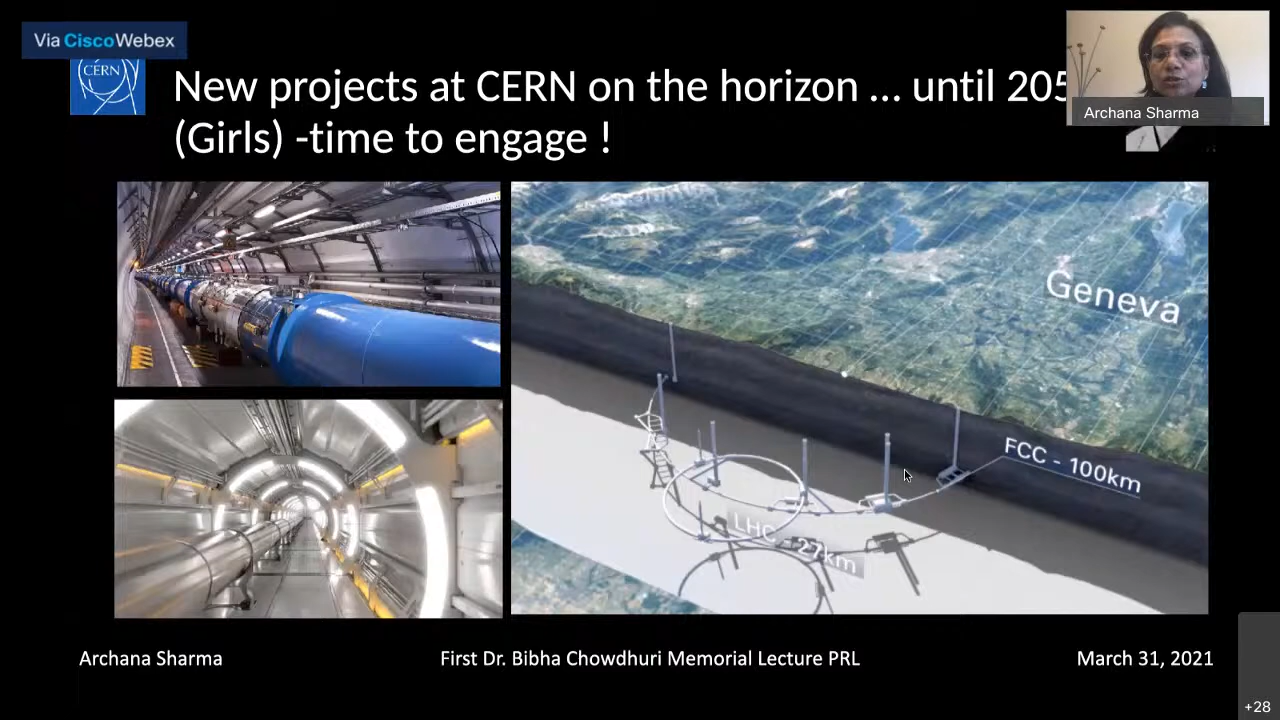 Via CiscoWebex
CERN
New projects at CERN on the horizon ... until 205
(Girls) -time to engage !
Archana Sharma
Geneva
FCC - 100km
LHC - 27km
Archana Sharma
First Dr. Bibha Chowdhuri Memorial Lecture PRL
March 31, 2021
+28